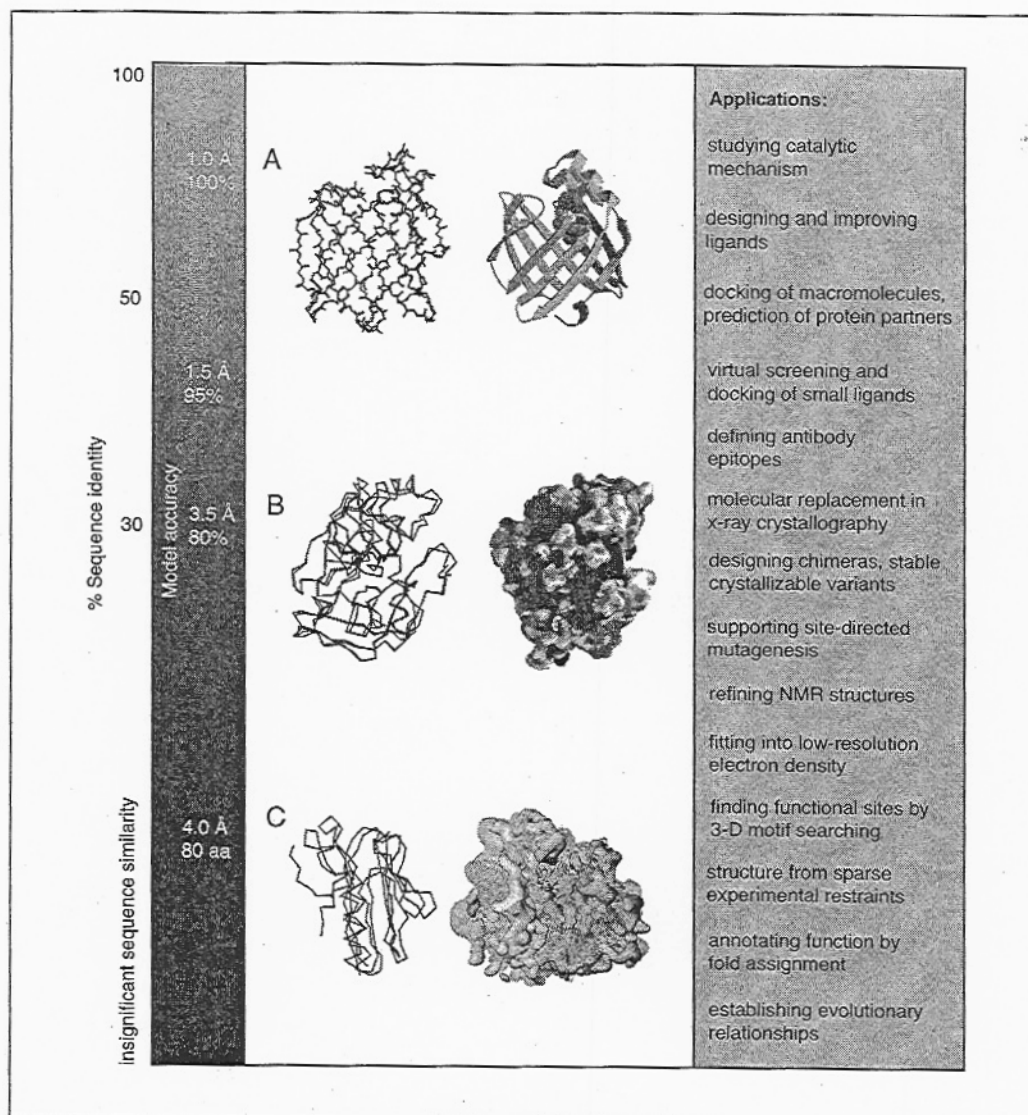 100
50
30
% Sequence identity
insignificant sequence similarity
Model accuracy
1.0 Å
100%
1.5 Å
95%
3.5 Å
80%
4.0 Å
80 aa
A
B
C
Applications:
studying catalytic
mechanism
designing and improving
ligands
docking of macromolecules,
prediction of protein partners
virtual screening and
docking of small ligands
defining antibody
epitopes
molecular replacement in
x-ray crystallography
designing chimeras, stable
crystallizable variants
supporting site-directed
mutagenesis
refining NMR structures
fitting into low-resolution
electron density
finding functional sites by
3-D motif searching
structure from sparse
experimental restraints
annotating function by
fold assignment
establishing evolutionary
relationships